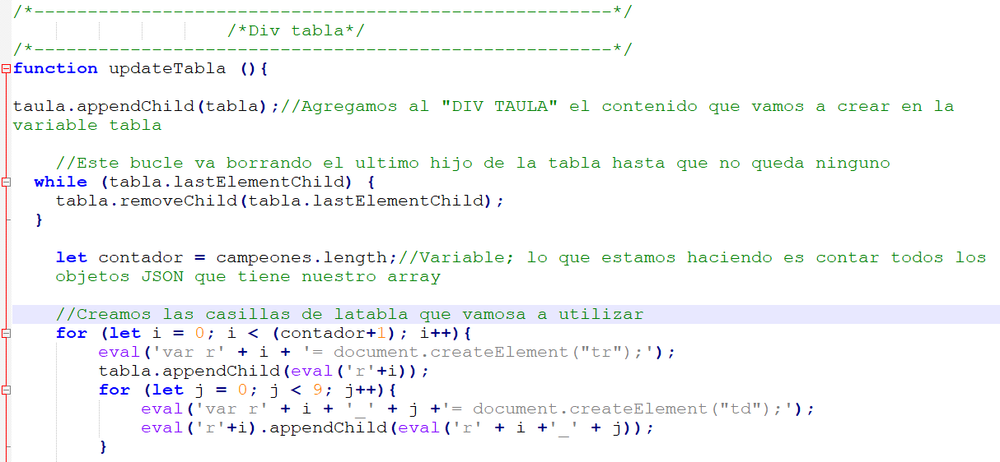 /*------------------------------------------------------*/
/*Div tabla*/
/*------------------------------------------------------*/
function updateTabla (){
taula.appendChild(tabla);//Agregamos al "DIV TAULA" el contenido que vamos a crear en la
variable tabla
//Este bucle va borrando el ultimo hijo de la tabla hasta que no queda ninguno
while (tabla.lastElementChild) {
tabla.removeChild(tabla.lastElementChild);
}
let contador = campeones.length;//Variable; lo que estamos haciendo es contar todos los
objetos JSON que tiene nuestro array
//Creamos las casillas de latabla que vamosa a utilizar
for (let i = 0; i < (contador+1); i++){
eval('var r' + i + '= document.createElement("tr");');
tabla.appendChild(eval('r'+i));
for (let j = 0; j < 9; j++){
eval('var r' + i + '_' + j +'= document.createElement("td");');
eval('r'+i).appendChild(eval('r' + i +'_' + j));
}